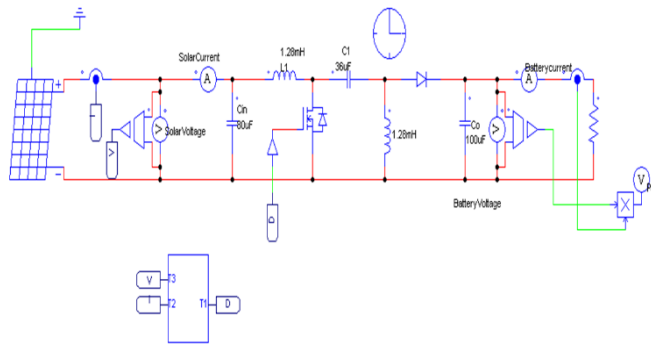 SolarCurrent
A
1.28mH
L1
C1
36uF
Batterycurrent
A
+
-
I
V
V
SolarVoltage
Cin
80uF
D
1.28mH
Co
100uF
V
BatteryVoltage
V
P
X
V
T3
I
T2
T1
D